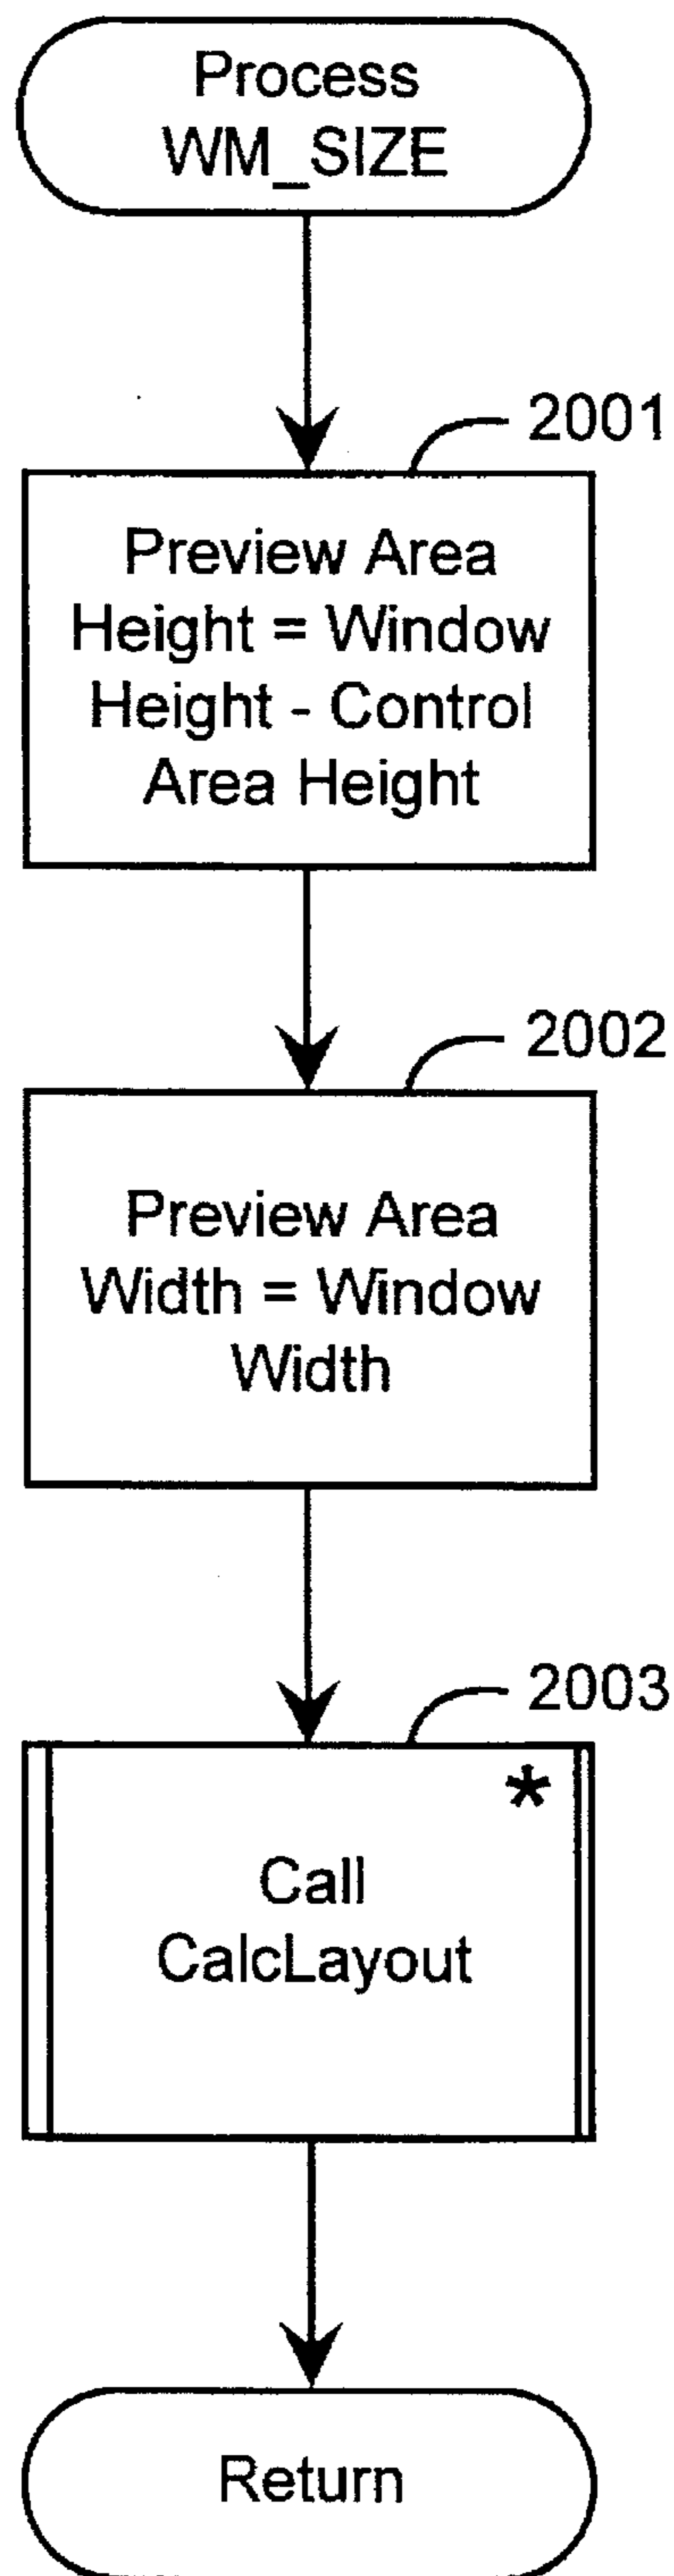 Process
WM_SIZE
2001
Preview Area
Height = Window
Height - Control
Area Height
2002
Preview Area
Width = Window
Width
2003
*
Call
CalcLayout
Return